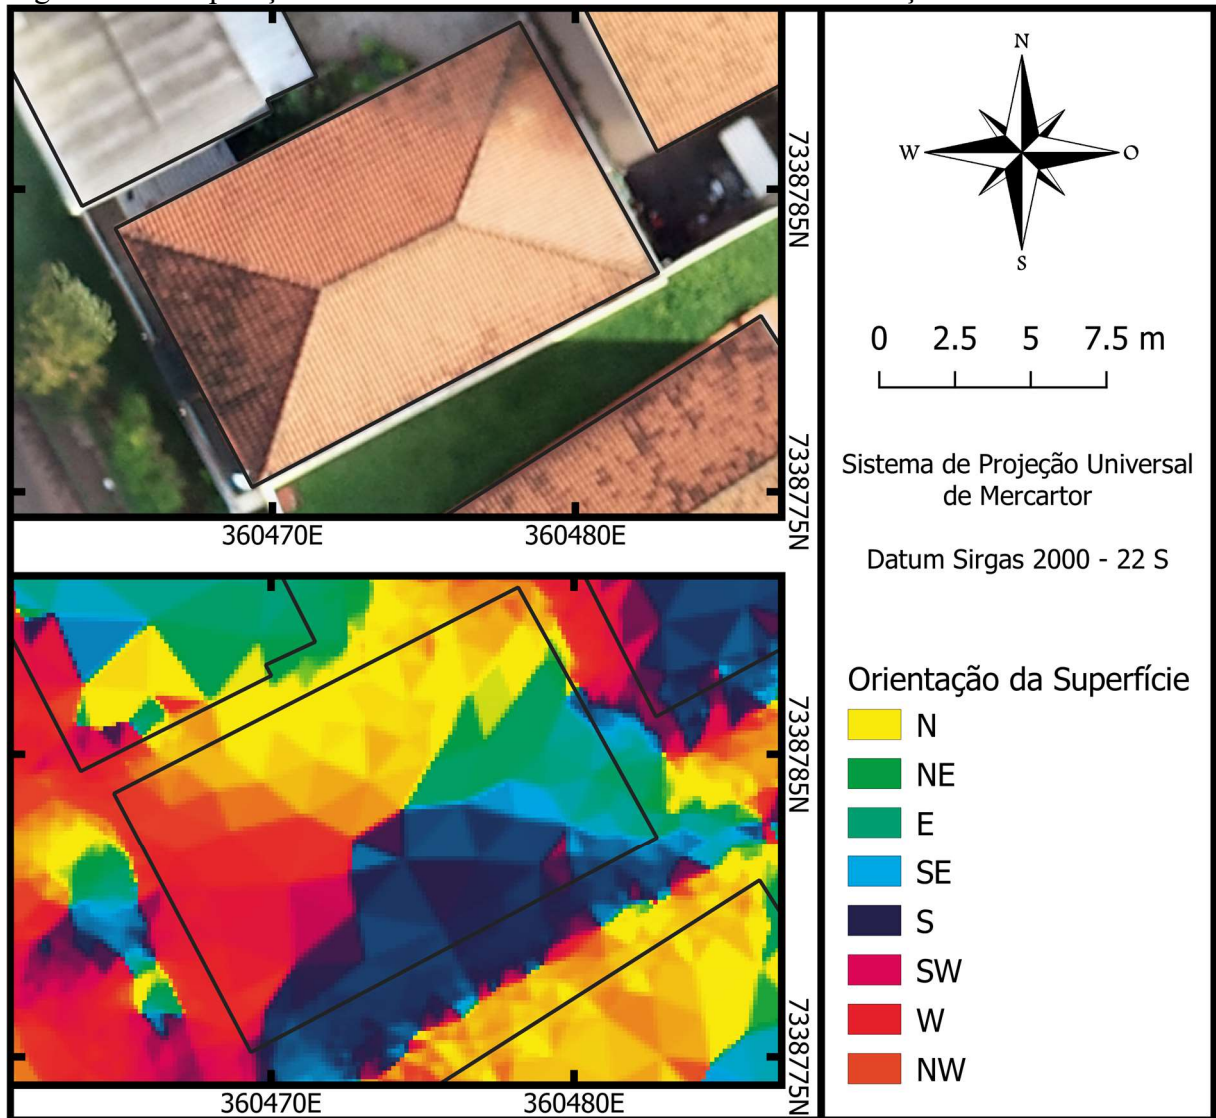 N
W
O
S
7338785N
7338775N
360470E
360480E
0 2.5 5 7.5 m
Sistema de Projeção Universal
de Mercartor
Datum Sirgas 2000 - 22 S
Orientação da Superfície
N
NE
E
SE
S
SW
W
NW
7338785N
7338775N
360470E
360480E